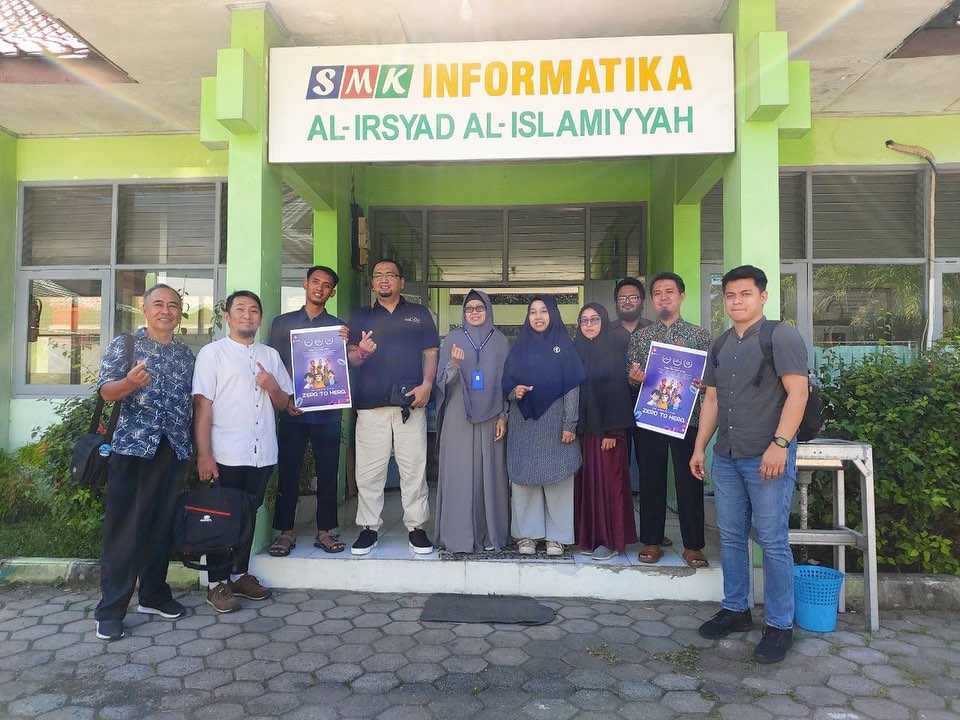 SMK INFORMATIKA
AL-IRSYAD AL-ISLAMIYYAH
ZERO TO HERO
ZERO TO HERO